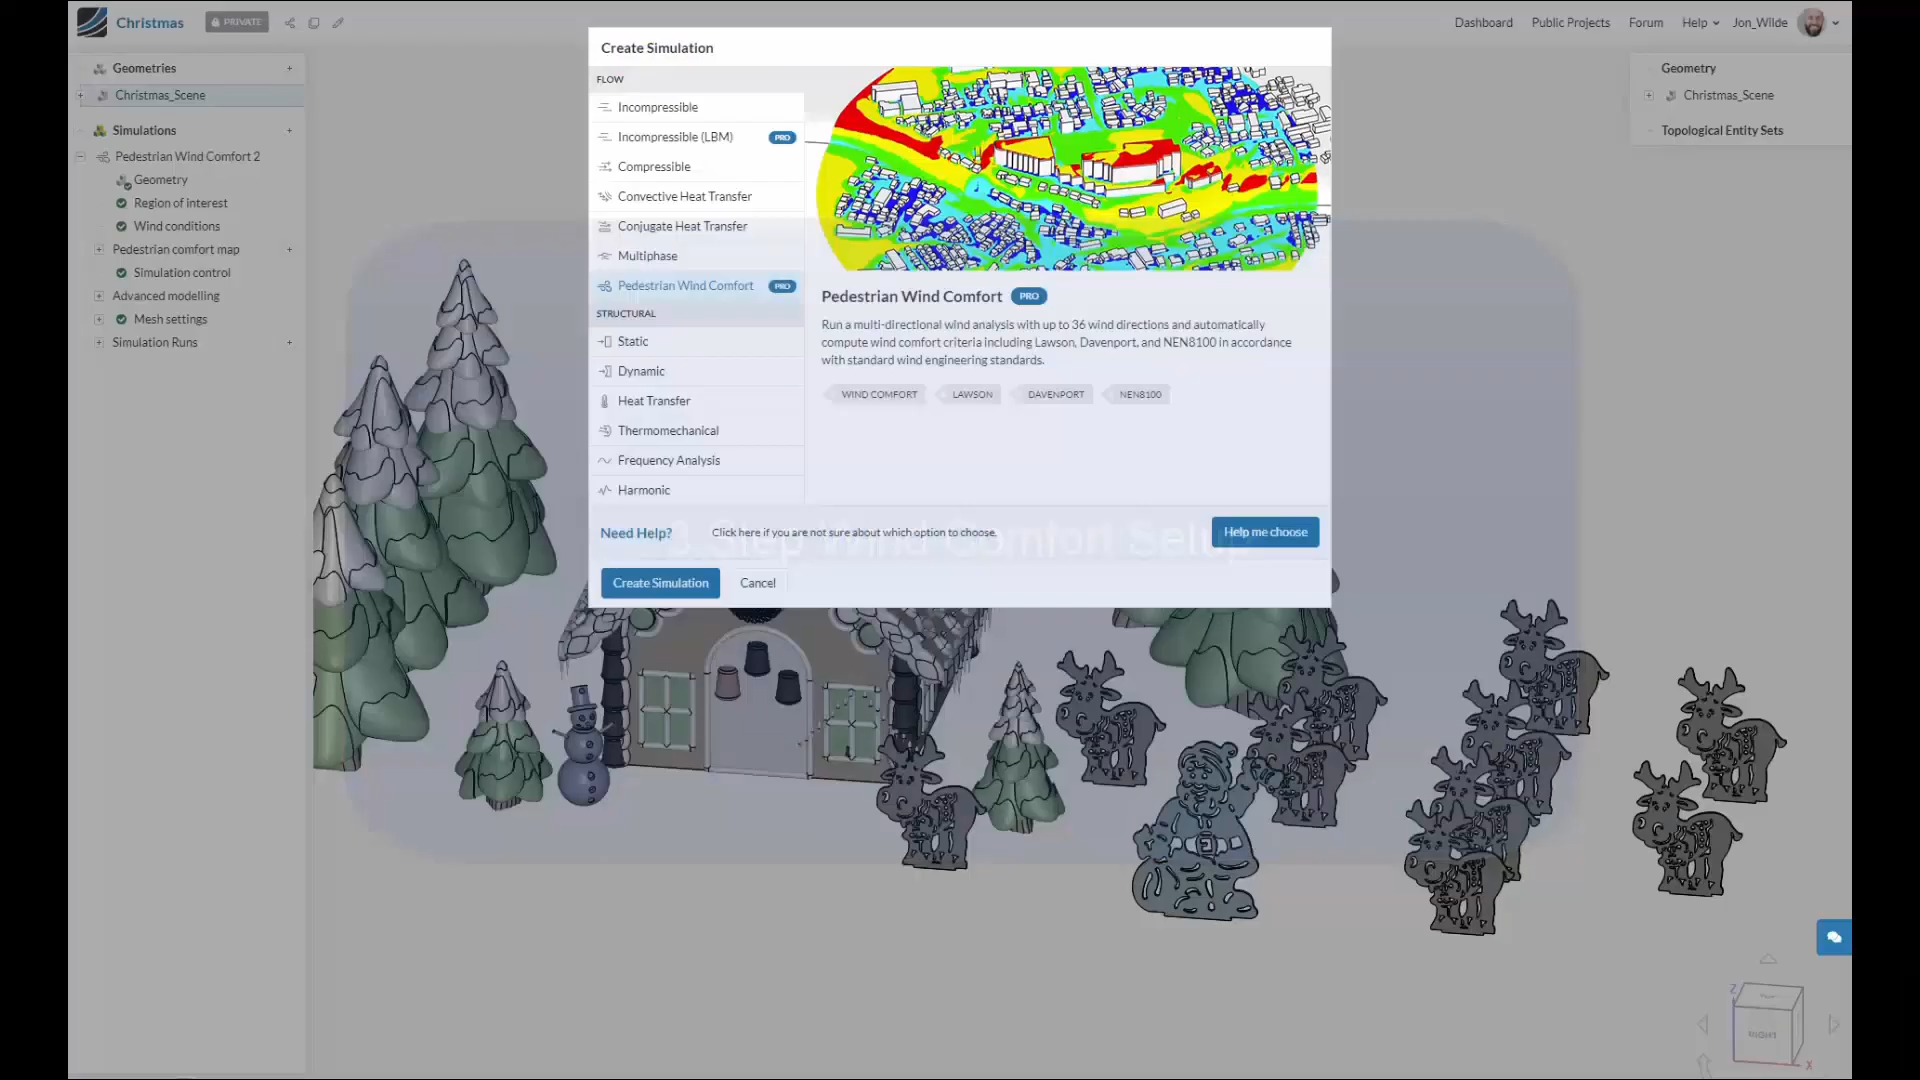 Christmas
PRIVATE
Dashboard
Public Projects
Forum
Help
Jon_Wilde
Geometries
Christmas_Scene
Simulations
Pedestrian Wind Comfort 2
Geometry
Region of interest
Wind conditions
Pedestrian comfort map
Simulation control
Advanced modelling
Mesh settings
Simulation Runs
Create Simulation
FLOW
Incompressible
Incompressible (LBM) PRO
Compressible
Convective Heat Transfer
Conjugate Heat Transfer
Multiphase
Pedestrian Wind Comfort PRO
STRUCTURAL
Static
Dynamic
Heat Transfer
Thermomechanical
Frequency Analysis
Harmonic
Pedestrian Wind Comfort PRO
Run a multi-directional wind analysis with up to 36 wind directions and automatically
compute wind comfort criteria including Lawson, Davenport, and NEN8100 in accordance
with standard wind engineering standards.
WIND COMFORT
LAWSON
DAVENPORT
NEN8100
Need Help?
Click here if you are not sure about which option to choose.
Help me choose
3 Step Wind Comfort Setup
Create Simulation
Cancel
Geometry
Christmas_Scene
Topological Entity Sets
Z
RIGHT
X